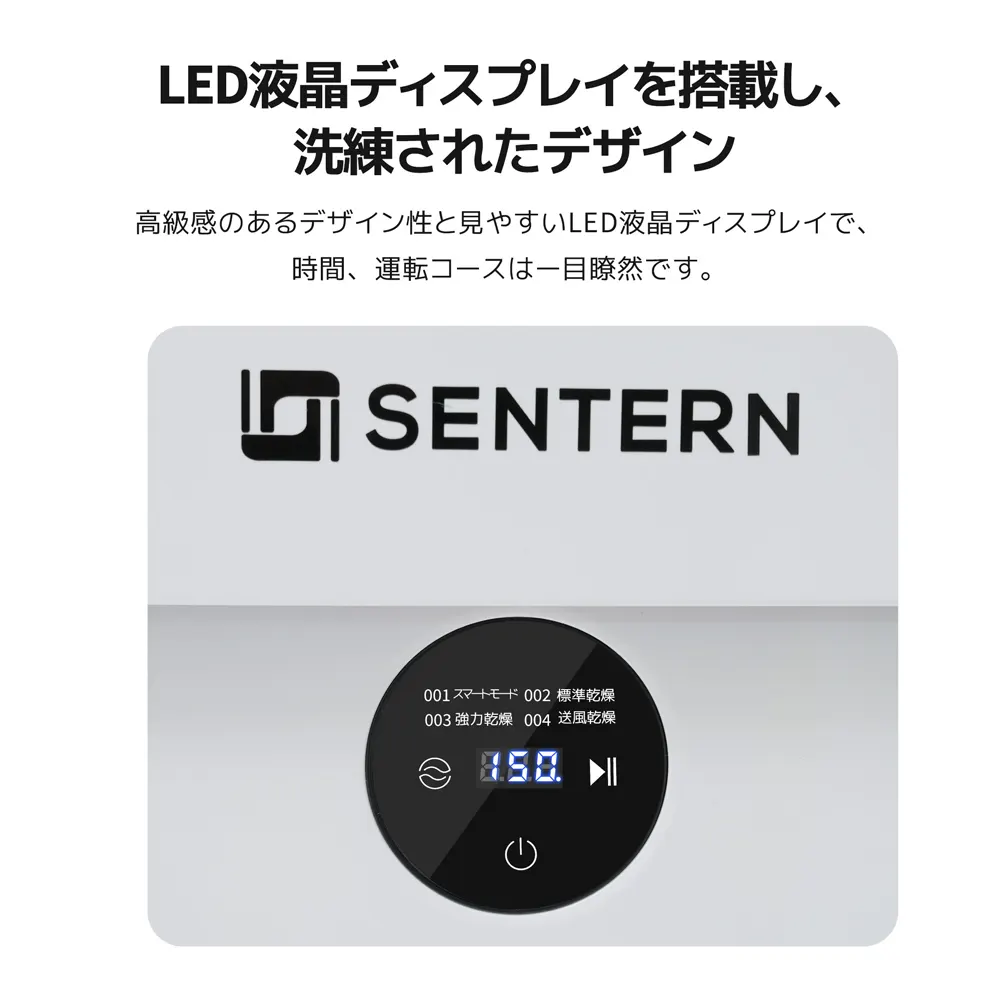 LED液晶ディスプレイを搭載し、
洗練されたデザイン
高級感のあるデザイン性と見やすいLED液晶ディスプレイで、
時間、運転コースは一目瞭然です。
SENTERN
001 スマートモード 002 標準乾燥
003 強力乾燥 004 送風乾燥
150.